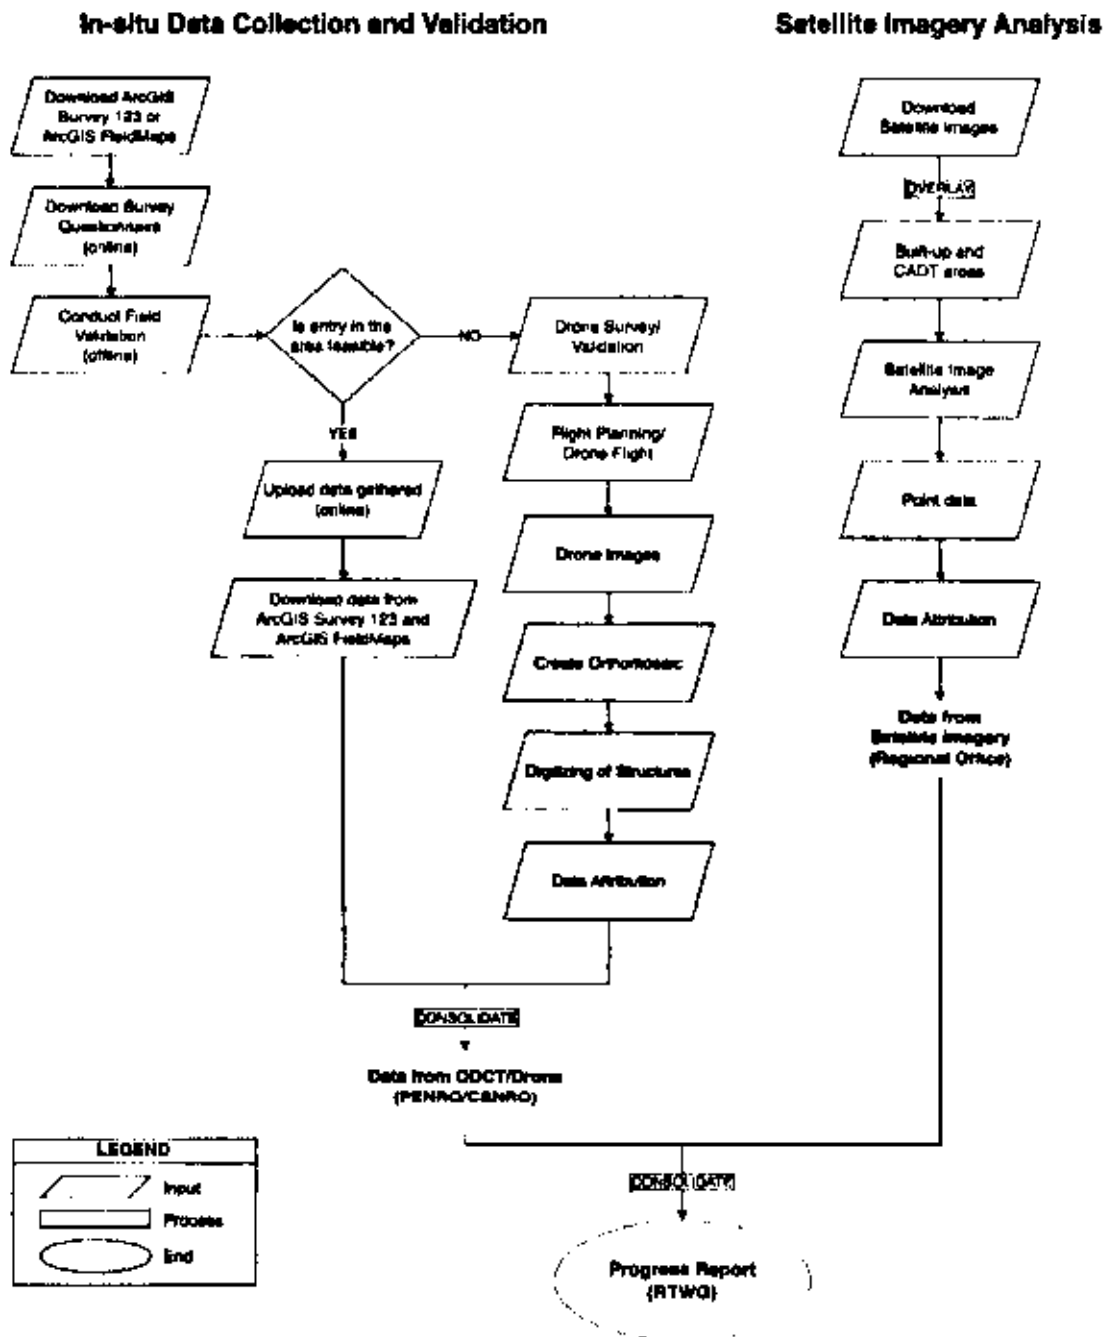 In-situ Data Collection and Validation
Satellite Imagery Analysis
Download ArcGIS
Survey 123 or
ArcGIS FieldMaps
Download Survey
Questionnaire
(online)
Conduct Field
Validation
(offline)
Is entry in the
area feasible?
NO
YES
Upload data gathered
(online)
Download data from
ArcGIS Survey 123 and
ArcGIS FieldMaps
Drone Survey/
Validation
Flight Planning/
Drone Flight
Drone Images
Create Orthomosaic
Digitizing of Structures
Data Attribution
CONSOLIDATE
Data from ODCT/Drone
(PENRO/CENRO)
Download
Satellite Images
OVERLAY
Built-up and
CADT areas
Satellite Image
Analysis
Point data
Data Attribution
Data from
Satellite Imagery
(Regional Office)
CONSOLIDATE
Progress Report
(RTWG)
LEGEND
Input
Process
End